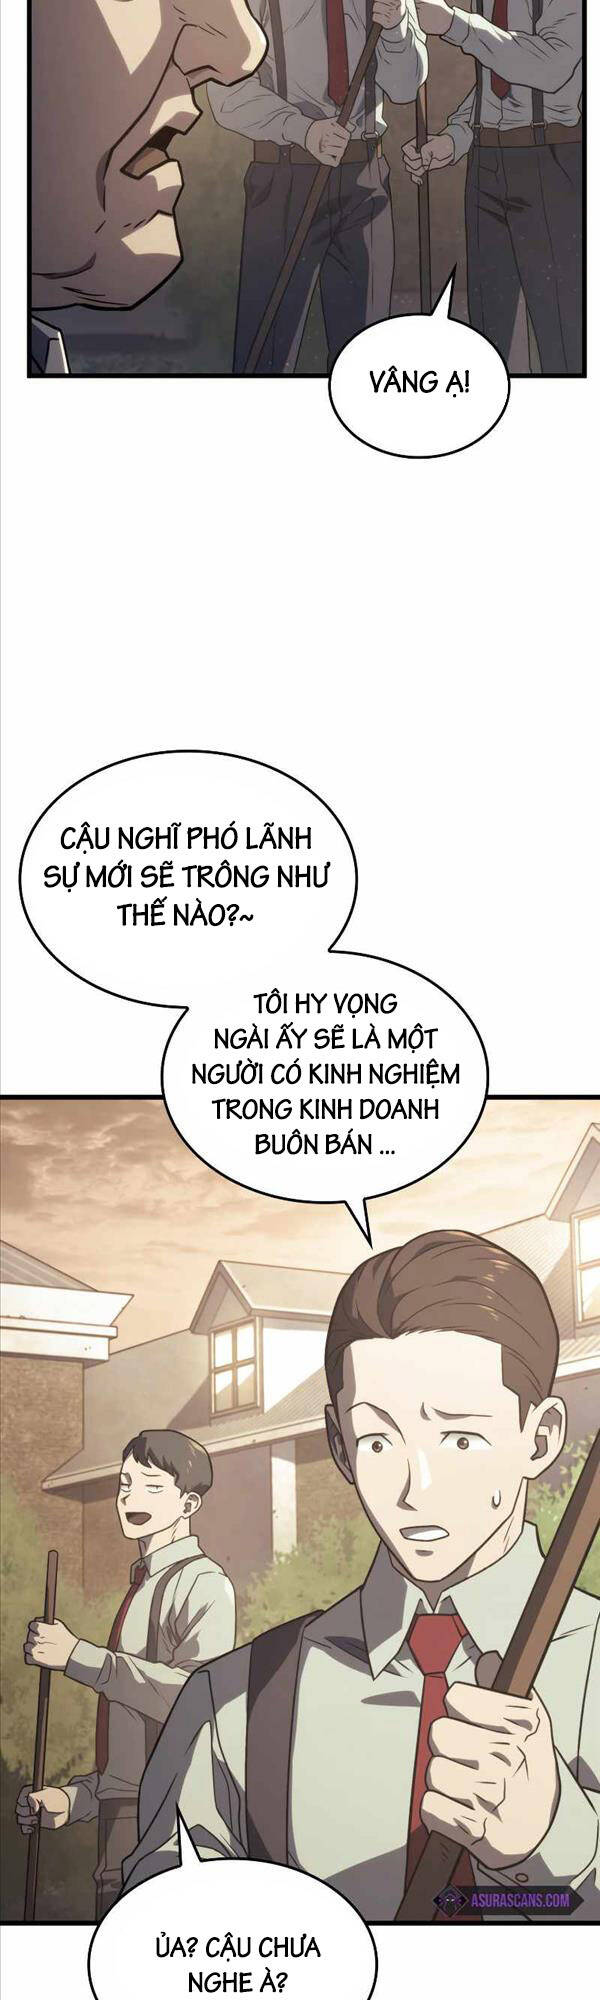 VÂNG Ạ!
CẬU NGHĨ PHÓ LÃNH
SỰ MỚI SẼ TRÔNG NHƯ
THẾ NÀO?~
TÔI HY VỌNG
NGÀI ẤY SẼ LÀ MỘT
NGƯỜI CÓ KINH NGHIỆM
TRONG KINH DOANH
BUÔN BÁN ...
ASURASCANS.COM
ỦA? CẬU CHƯA
NGHE À?